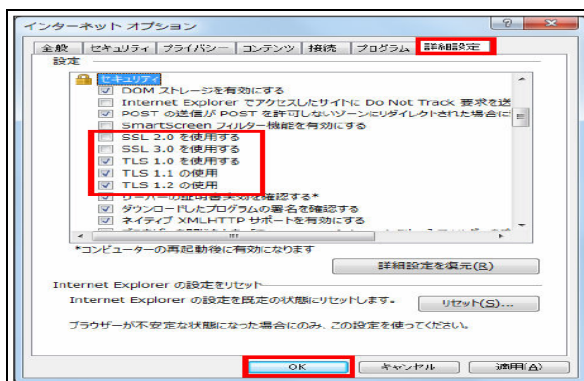 インターネット オプション
全般 セキュリティ プライバシー コンテンツ 接続 プログラム 詳細設定
設定
セキュリティ
DOM ストレージを有効にする
Internet Explorer でアクセスしたサイトに Do Not Track 要求を送
POST の送信が POST を許可しないゾーンにリダイレクトされた場合に
SmartScreen フィルター機能を有効にする
SSL 2.0 を使用する
SSL 3.0 を使用する
TLS 1.0 を使用する
TLS 1.1 の使用
TLS 1.2 の使用
サーバーの証明書失効を確認する*
ダウンロードしたプログラムの署名を確認する
ネイティブ XMLHTTP サポートを有効にする
*コンピューターの再起動後に有効になります
詳細設定を復元(R)
Internet Explorer の設定をリセット
Internet Explorer の設定を既定の状態にリセットします。
リセット(S)...
ブラウザーが不安定な状態になった場合にのみ、この設定を使ってください。
OK キャンセル 適用(A)